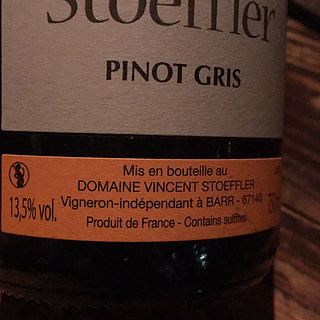 Stoeffler
PINOT GRIS
Mis en bouteille au
DOMAINE VINCENT STOEFFLER
Vigneron-indépendant à BARR - 67140
13,5% vol.
Produit de France - Contains sulfites